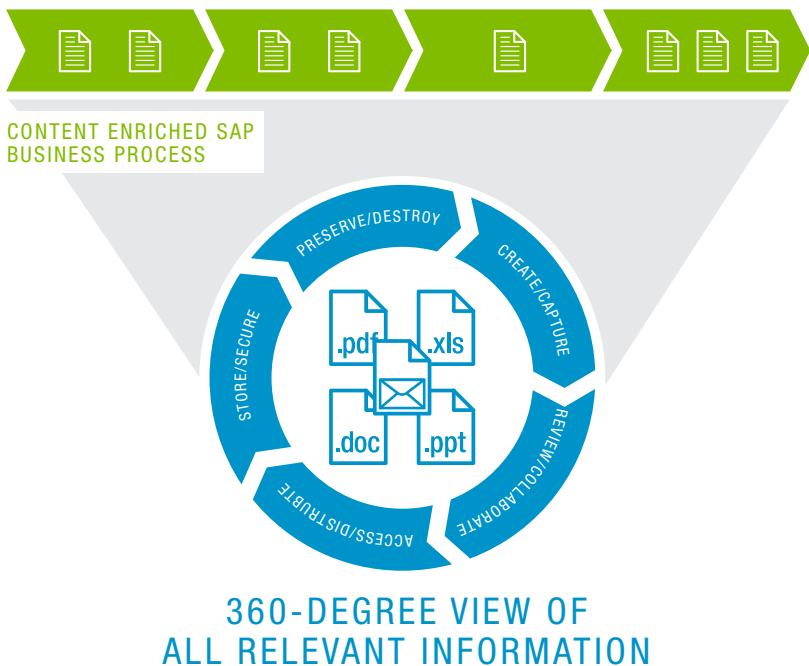 CONTENT ENRICHED SAP
BUSINESS PROCESS
PRESERVE/DESTROY
CREATE/CAPTURE
REVIEW/COLLABORATE
ACCESS/DISTRUBTE
STORE/SECURE
.pdf
.xls
.doc
.ppt
360-DEGREE VIEW OF
ALL RELEVANT INFORMATION